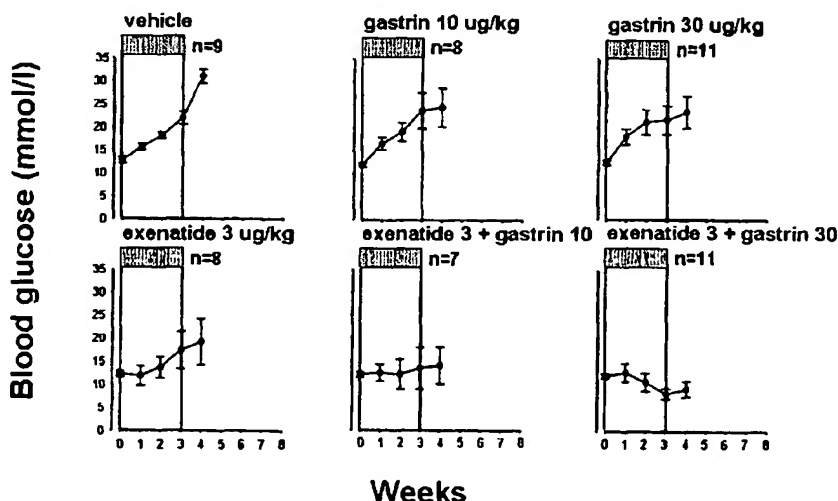 vehicle
n=9
gastrin 10 ug/kg
n=8
gastrin 30 ug/kg
n=11
Blood glucose (mmol/l)
35
30
25
20
15
10
5
0
exenatide 3 ug/kg
n=8
exenatide 3 + gastrin 10
n=7
exenatide 3 + gastrin 30
n=11
35
30
25
20
15
10
5
0
0 1 2 3 4 5 6 7 8
0 1 2 3 4 5 6 7 8
0 1 2 3 4 5 6 7 8
Weeks